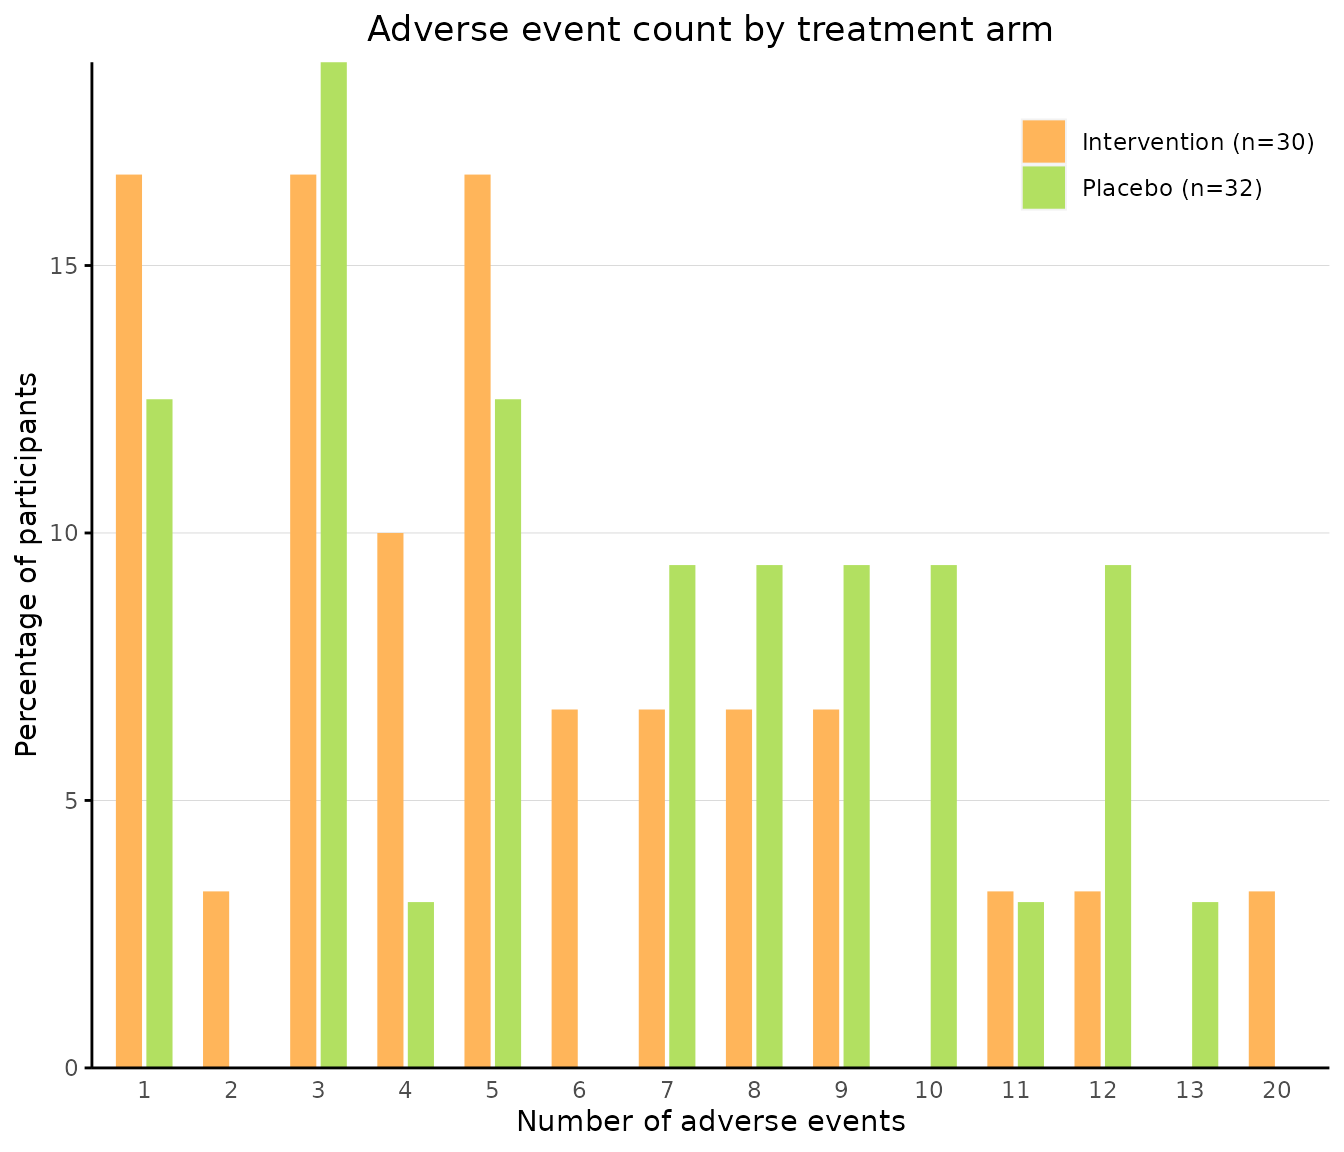 Adverse event count by treatment arm
Intervention (n=30)
Placebo (n=32)
15
10
5
0
Percentage of participants
1 2 3 4 5 6 7 8 9 10 11 12 13 20
Number of adverse events